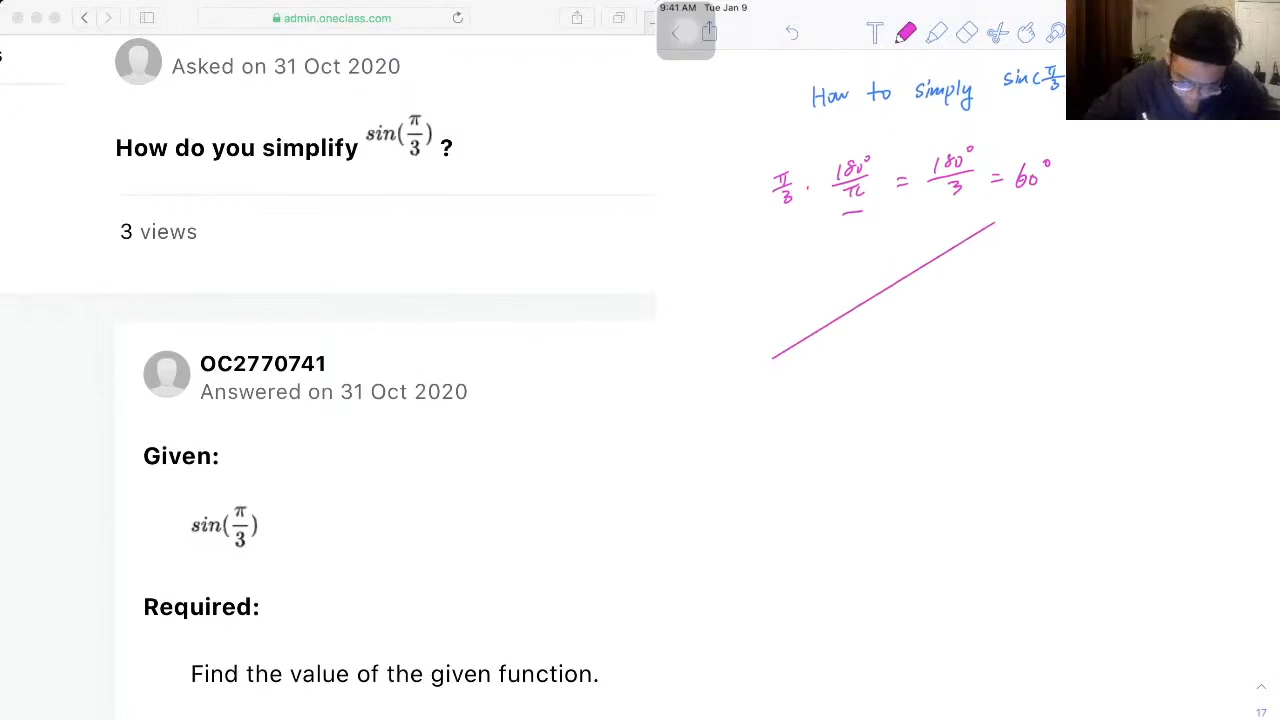 admin.oneclass.com
Asked on 31 Oct 2020
How do you simplify sin(π/3) ?
3 views
OC2770741
Answered on 31 Oct 2020
Given:
sin(π/3)
Required:
Find the value of the given function.
9:41 AM Tue Jan 9
How to simply sin(π/3
π/3 · 180°/π = 180°/3 = 60°
17